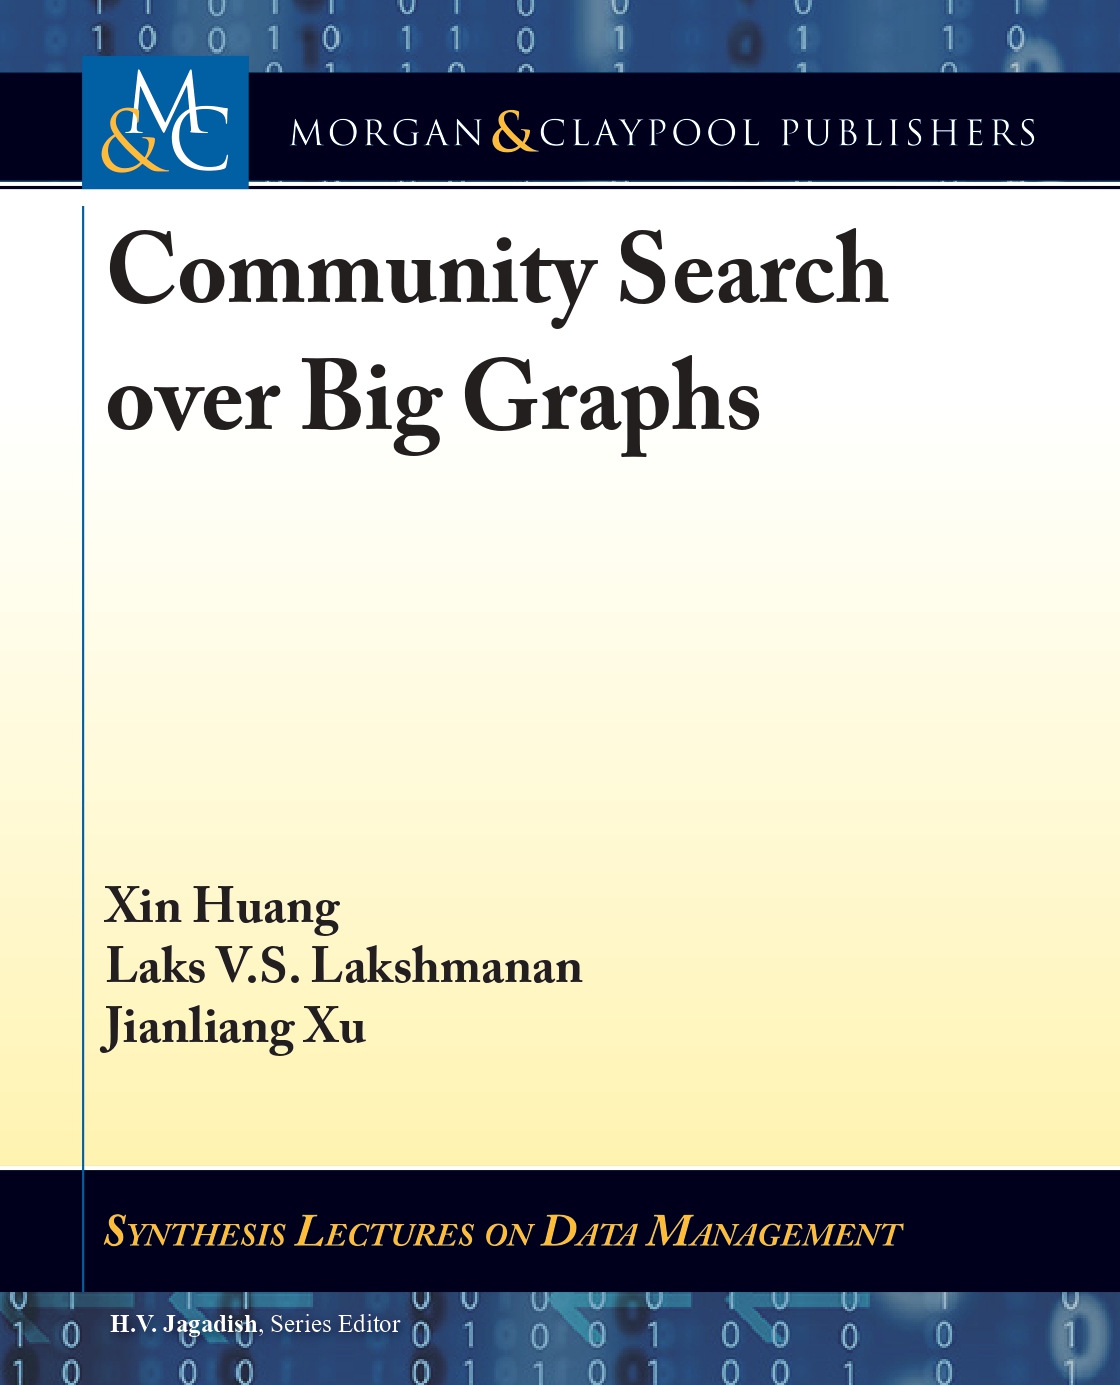 M&C
MORGAN & CLAYPOOL PUBLISHERS
Community Search
over Big Graphs
Xin Huang
Laks V.S. Lakshmanan
Jianliang Xu
SYNTHESIS LECTURES ON DATA MANAGEMENT
H.V. Jagadish, Series Editor